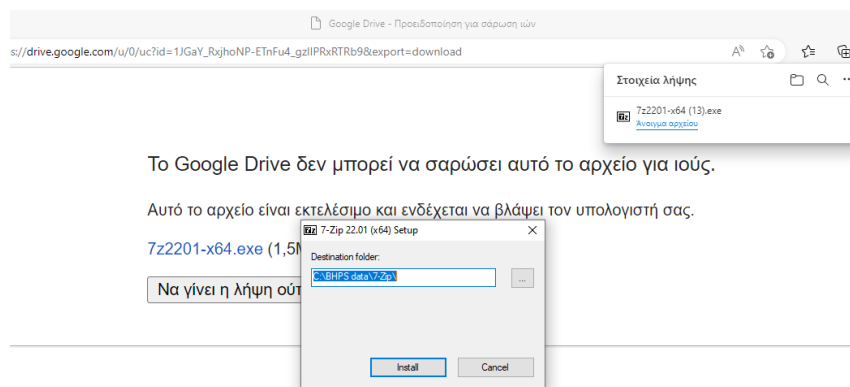 Google Drive - Προειδοποίηση για σάρωση ιών
s://drive.google.com/u/0/uc?id=1JGaY_RxjhoNP-ETnFu4_gzlIPRxRTRb9&export=download
Στοιχεία λήψης
7z2201-x64 (13).exe
Άνοιγμα αρχείου
Το Google Drive δεν μπορεί να σαρώσει αυτό το αρχείο για ιούς.
Αυτό το αρχείο είναι εκτελέσιμο και ενδέχεται να βλάψει τον υπολογιστή σας.
7z2201-x64.exe (1,5
Να γίνει η λήψη ούτ
7-Zip 22.01 (x64) Setup
Destination folder:
C:\BHPS data\7-Zip\
...
Install
Cancel